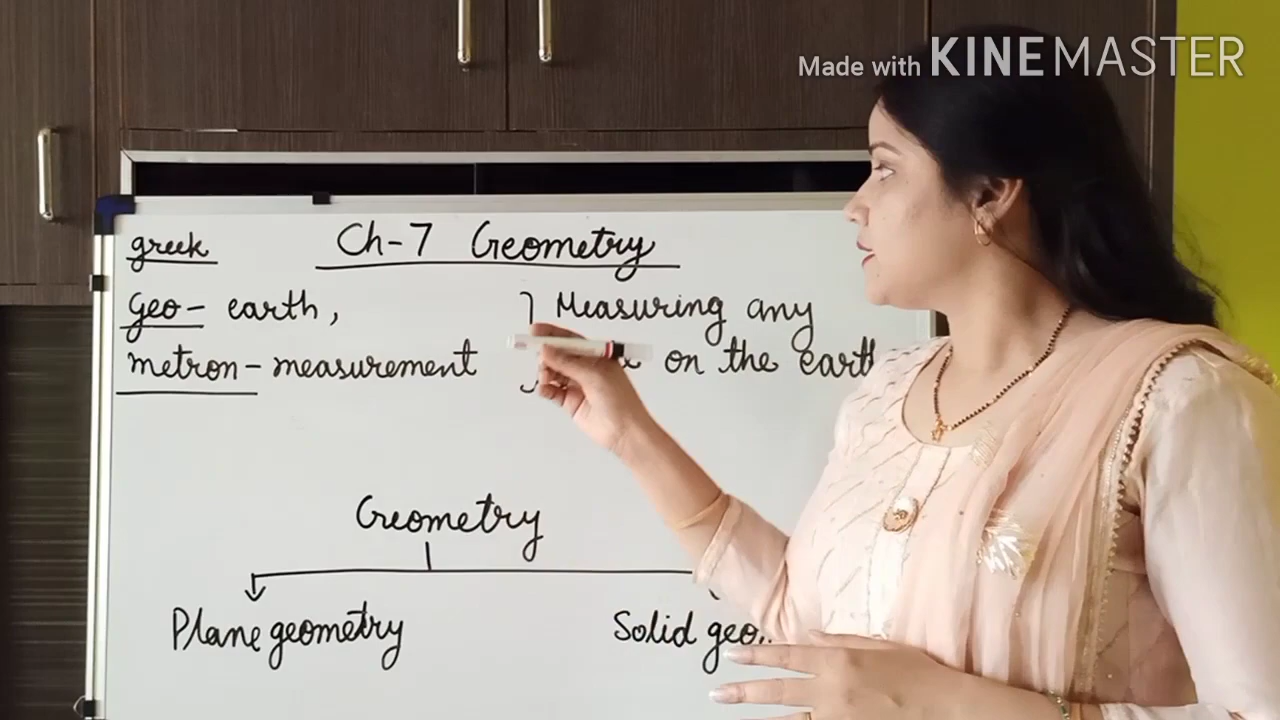 Made with KINEMASTER
greek
Ch-7 Geometry
geo- earth,
Measuring any
metron-measurement
on the earth
Geometry
Plane geometry
Solid geo